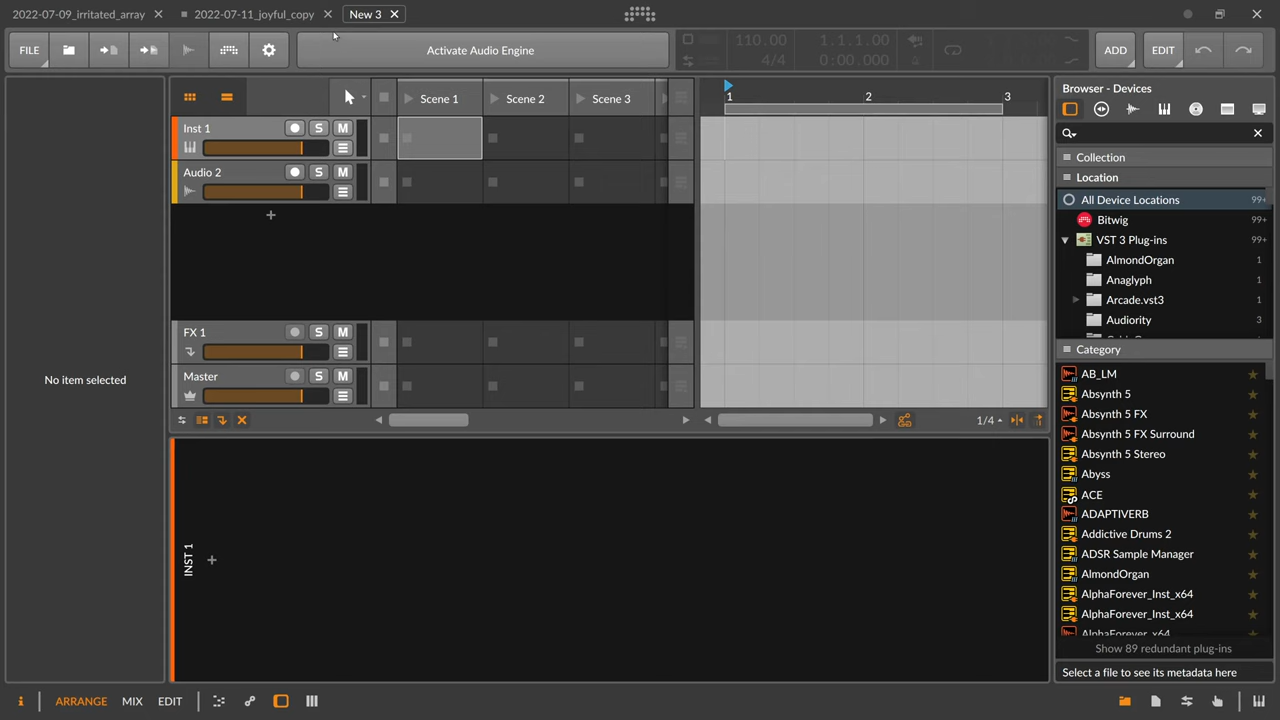 2022-07-09_irritated_array
2022-07-11_joyful_copy
New 3
FILE
Activate Audio Engine
110.00
4/4
1.1.1.00
0:00.000
ADD
EDIT
Scene 1
Scene 2
Scene 3
1
2
3
Inst 1
S
M
Audio 2
S
M
+
FX 1
S
M
Master
S
M
1/4
No item selected
INST 1
+
Browser - Devices
Collection
Location
All Device Locations 99+
Bitwig 99+
VST 3 Plug-ins 99+
AlmondOrgan 1
Anaglyph 1
Arcade.vst3 1
Audiority 3
Category
AB_LM
Absynth 5
Absynth 5 FX
Absynth 5 FX Surround
Absynth 5 Stereo
Abyss
ACE
ADAPTIVERB
Addictive Drums 2
ADSR Sample Manager
AlmondOrgan
AlphaForever_Inst_x64
AlphaForever_Inst_x64
AlphaForever_x64
Show 89 redundant plug-ins
Select a file to see its metadata here
i
ARRANGE
MIX
EDIT